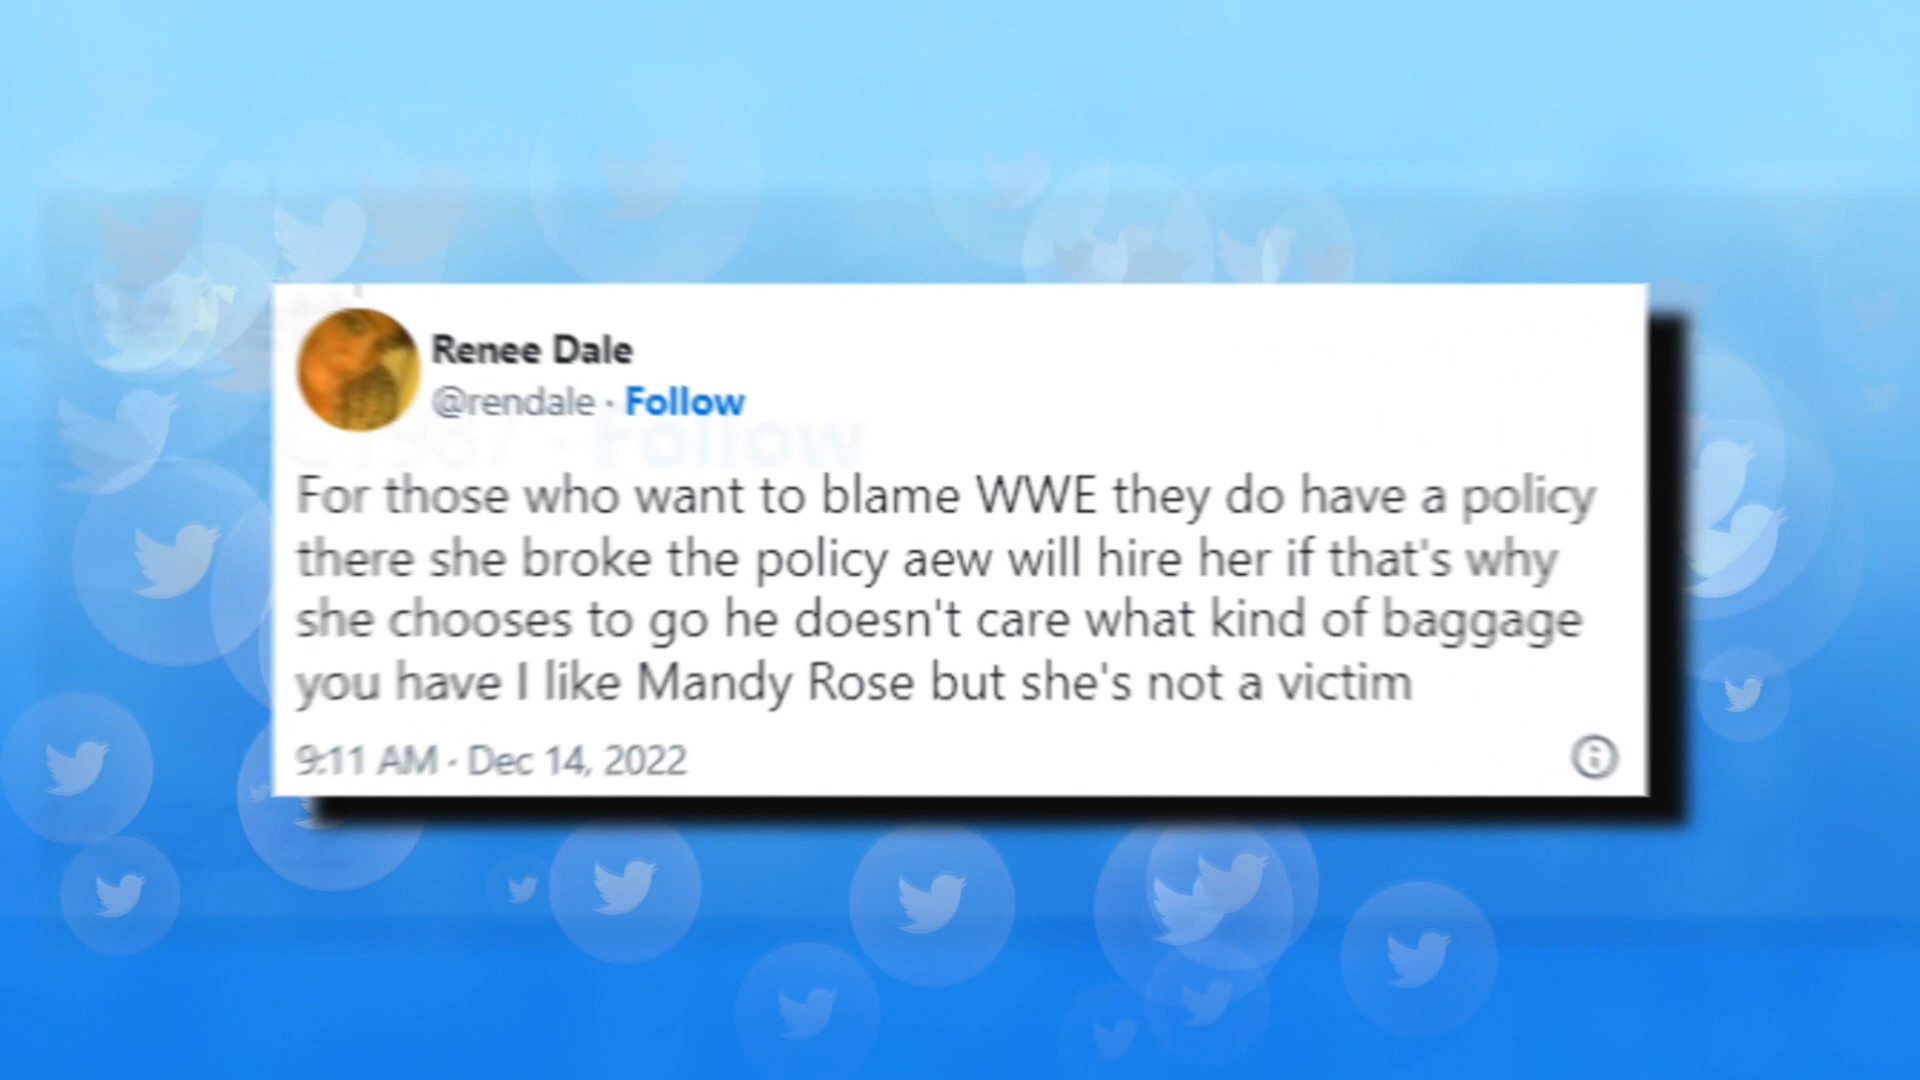 Renee Dale
@rendale · Follow
For those who want to blame WWE they do have a policy
there she broke the policy aew will hire her if that's why
she chooses to go he doesn't care what kind of baggage
you have I like Mandy Rose but she's not a victim
9:11 AM · Dec 14, 2022